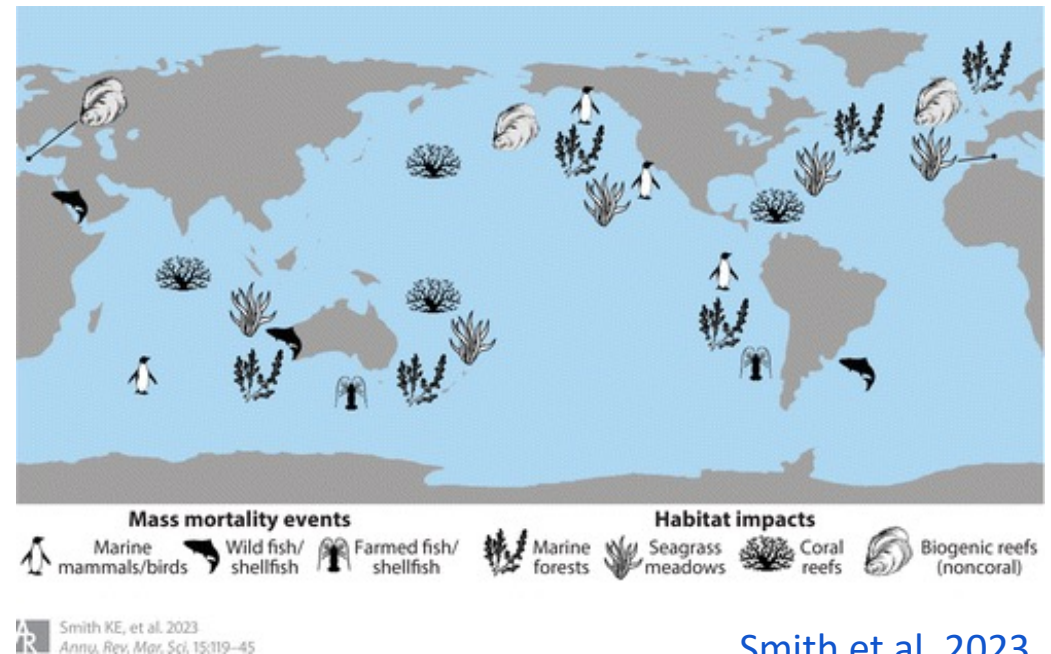 Mass mortality events
Marine mammals/birds
Wild fish/ shellfish
Farmed fish/ shellfish
Habitat impacts
Marine forests
Seagrass meadows
Coral reefs
Biogenic reefs (noncoral)
AR
Smith KE, et al. 2023
Annu. Rev. Mar. Sci. 15:119–45
Smith et al. 2023